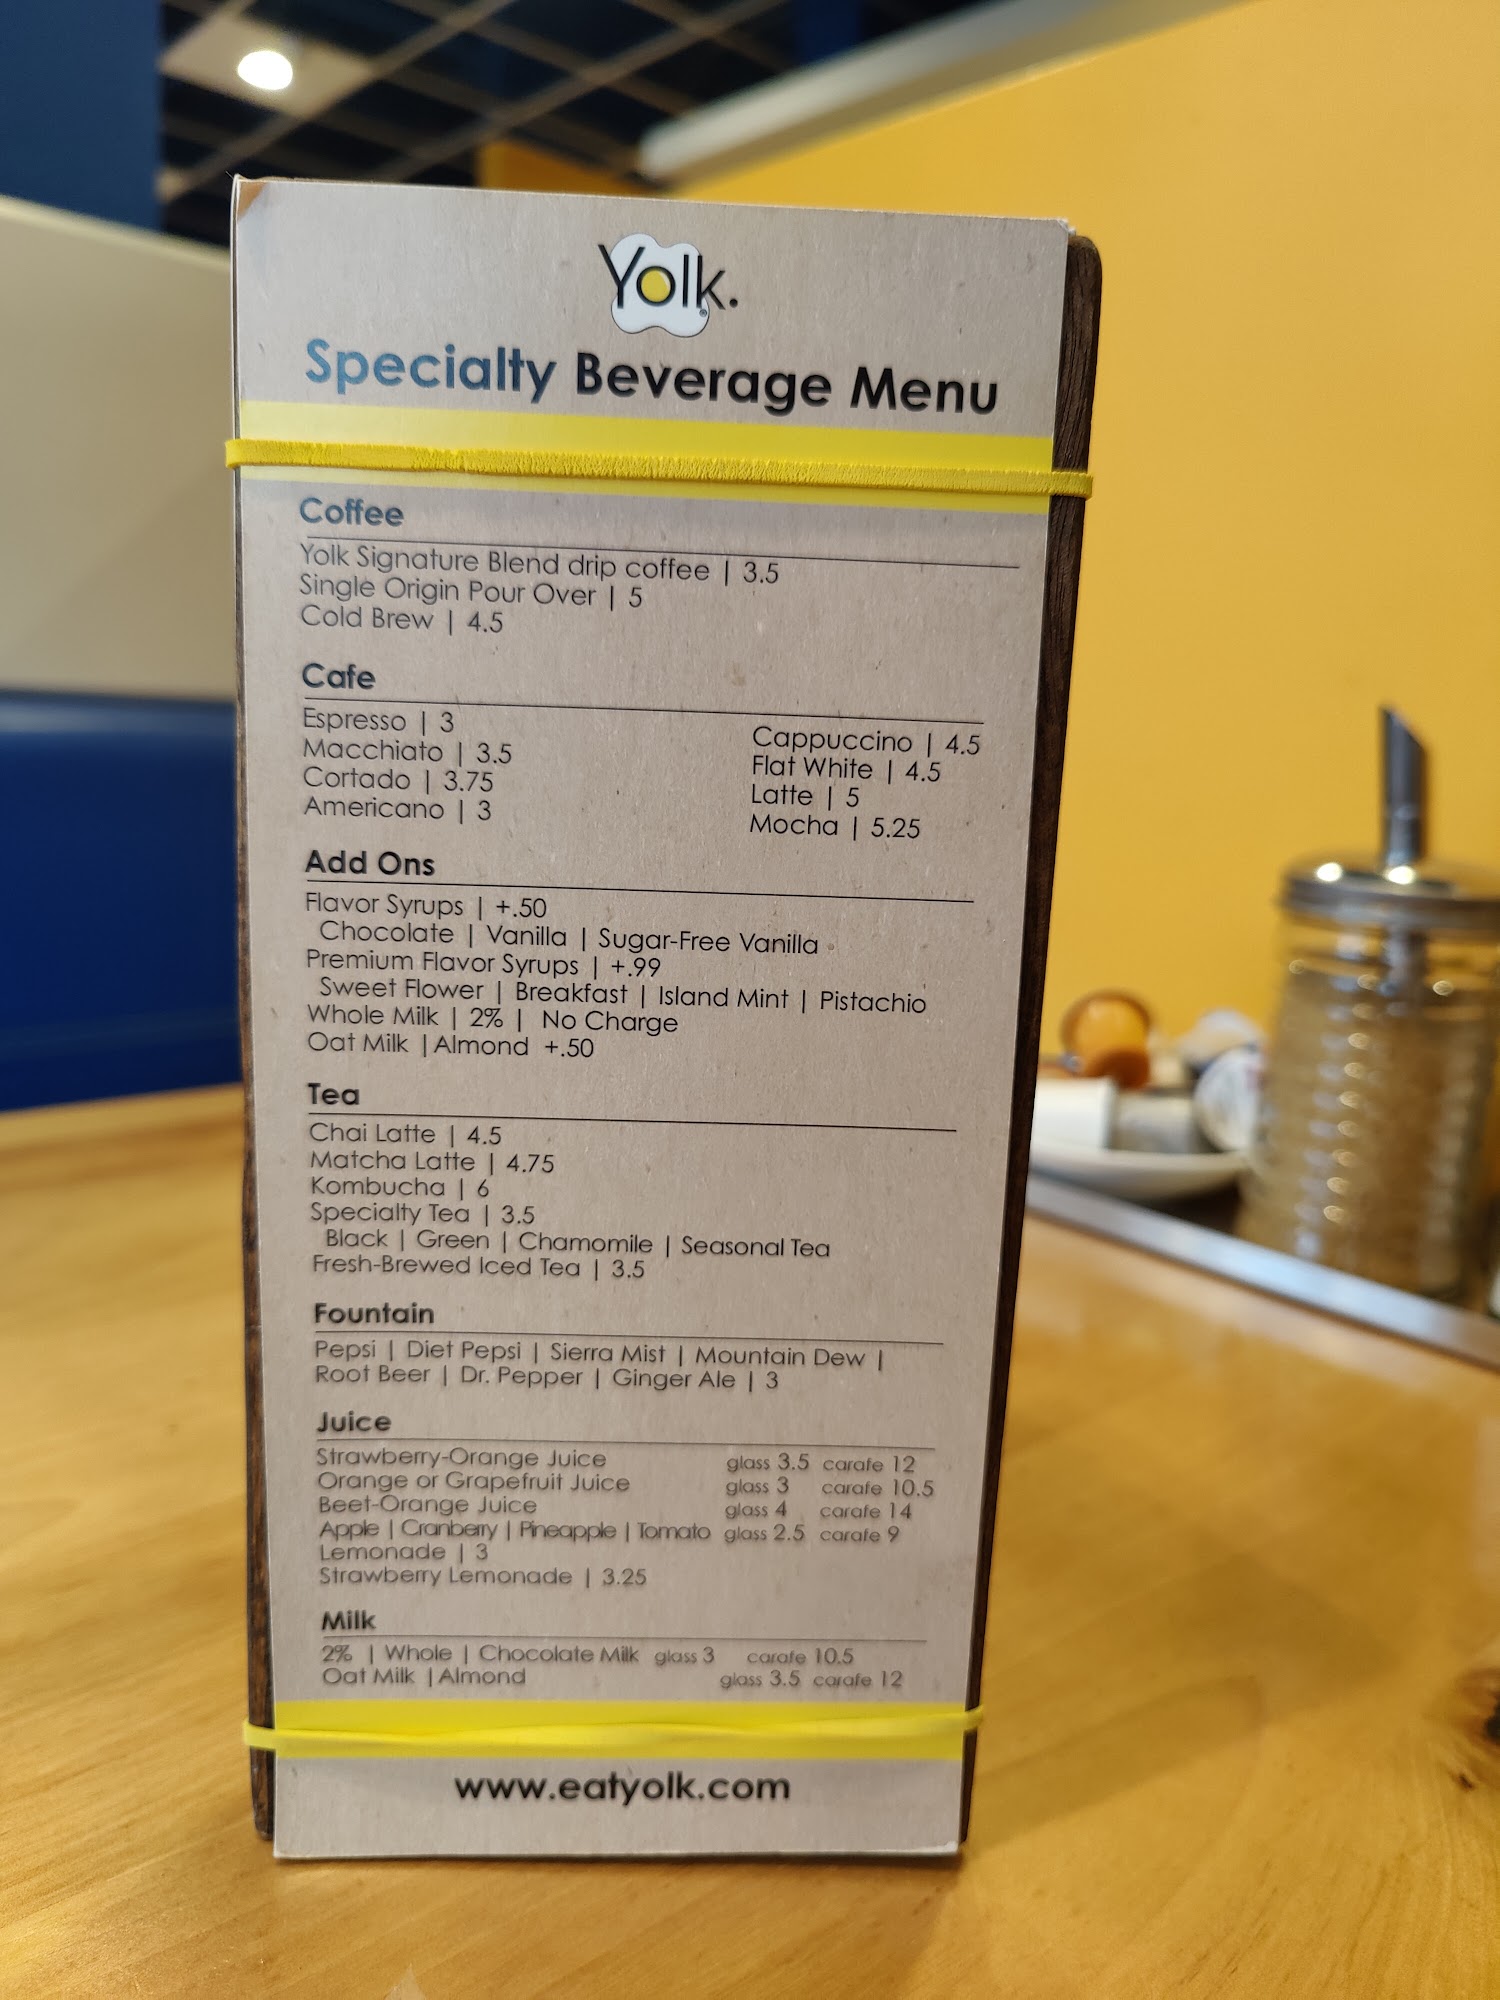 Yolk.
Specialty Beverage Menu
Coffee
Yolk Signature Blend drip coffee | 3.5
Single Origin Pour Over | 5
Cold Brew | 4.5
Cafe
Espresso | 3
Macchiato | 3.5
Cortado | 3.75
Americano | 3
Cappuccino | 4.5
Flat White | 4.5
Latte | 5
Mocha | 5.25
Add Ons
Flavor Syrups | +.50
Chocolate | Vanilla | Sugar-Free Vanilla
Premium Flavor Syrups | +.99
Sweet Flower | Breakfast | Island Mint | Pistachio
Whole Milk | 2% | No Charge
Oat Milk | Almond +.50
Tea
Chai Latte | 4.5
Matcha Latte | 4.75
Kombucha | 6
Specialty Tea | 3.5
Black | Green | Chamomile | Seasonal Tea
Fresh-Brewed Iced Tea | 3.5
Fountain
Pepsi | Diet Pepsi | Sierra Mist | Mountain Dew |
Root Beer | Dr. Pepper | Ginger Ale | 3
Juice
Strawberry-Orange Juice glass 3.5 carafe 12
Orange or Grapefruit Juice glass 3 carafe 10.5
Beet-Orange Juice glass 4 carafe 14
Apple | Cranberry | Pineapple | Tomato glass 2.5 carafe 9
Lemonade | 3
Strawberry Lemonade | 3.25
Milk
2% | Whole | Chocolate Milk glass 3 carafe 10.5
Oat Milk | Almond glass 3.5 carafe 12
www.eatyolk.com